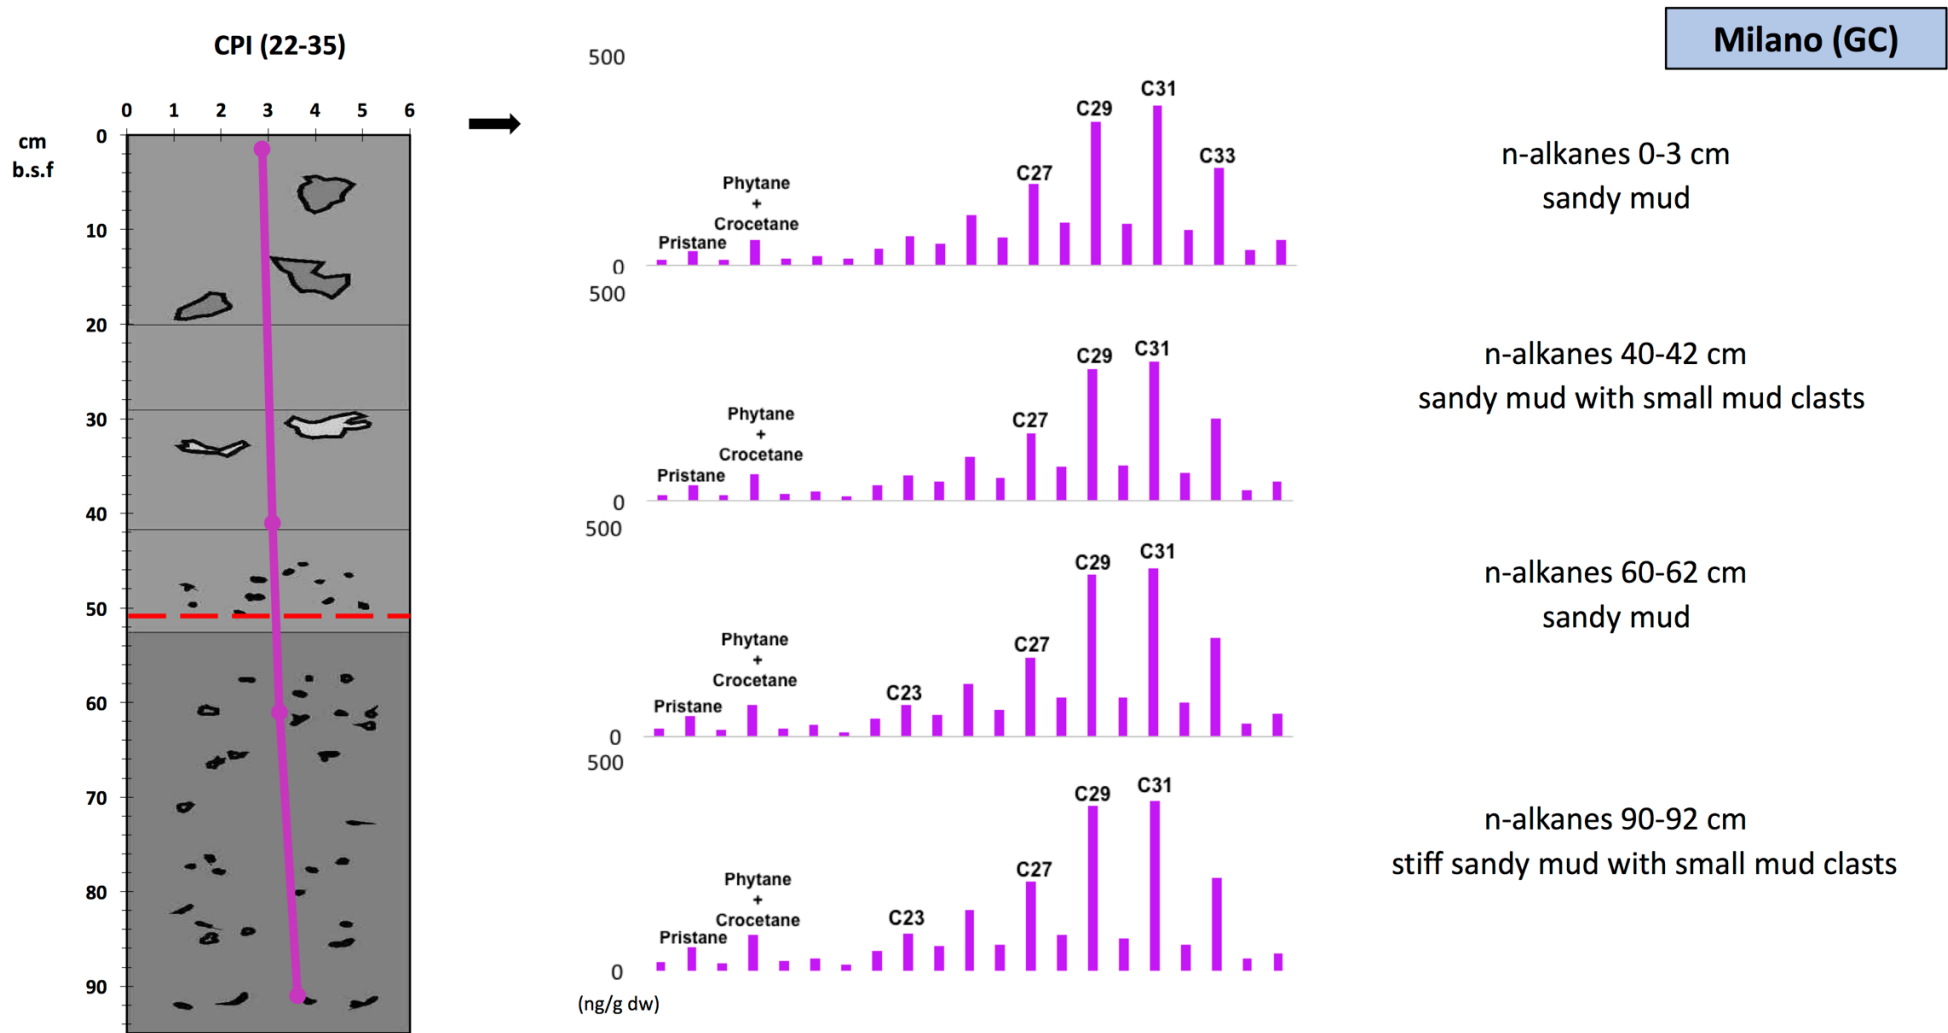 CPI (22-35)
0 1 2 3 4 5 6
cm
b.s.f
0
10
20
30
40
50
60
70
80
90
Milano (GC)
500
0
Pristane
Phytane
+
Crocetane
C27
C29
C31
C33
n-alkanes 0-3 cm
sandy mud
500
0
Pristane
Phytane
+
Crocetane
C27
C29
C31
n-alkanes 40-42 cm
sandy mud with small mud clasts
500
0
Pristane
Phytane
+
Crocetane
C23
C27
C29
C31
n-alkanes 60-62 cm
sandy mud
500
0
Pristane
Phytane
+
Crocetane
C23
C27
C29
C31
n-alkanes 90-92 cm
stiff sandy mud with small mud clasts
(ng/g dw)